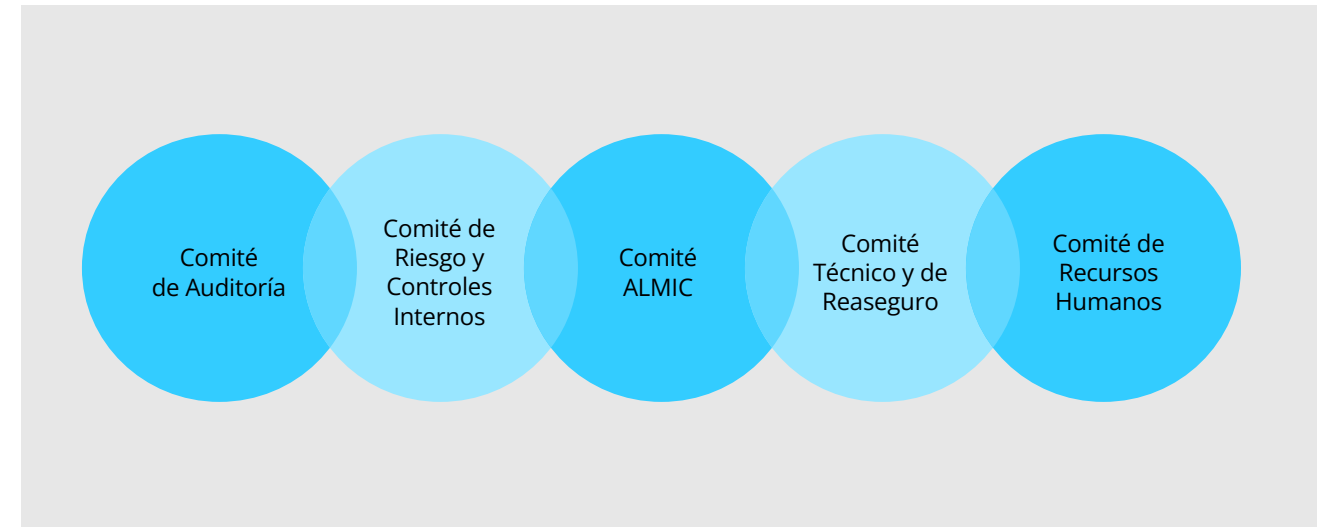 Comité
de Auditoría
Comité de
Riesgo y
Controles
Internos
Comité
ALMIC
Comité
Técnico y de
Reaseguro
Comité de
Recursos
Humanos